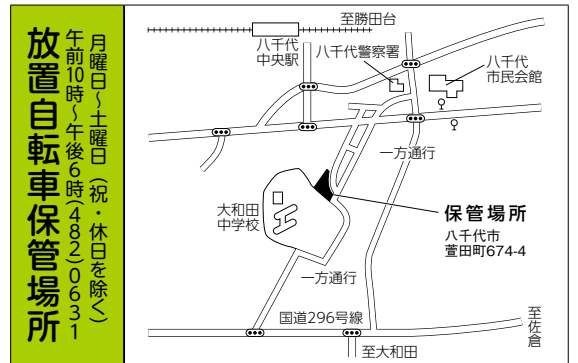 放置自転車保管場所
月曜日~土曜日(祝・休日を除く)
午前10時~午後6時(482)0631
至勝田台
八千代
中央駅
八千代警察署
八千代
市民会館
一方通行
大和田
中学校
保管場所
八千代市
萱田町674-4
一方通行
国道296号線
至佐倉
至大和田